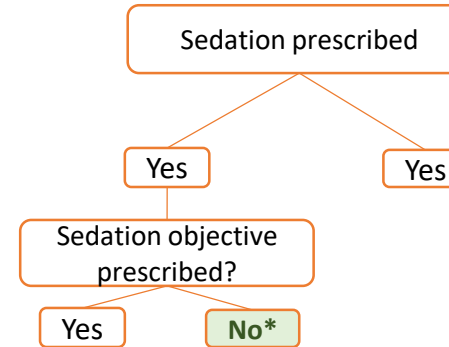 Sedation prescribed
Yes
Yes
Sedation objective
prescribed?
Yes
No*